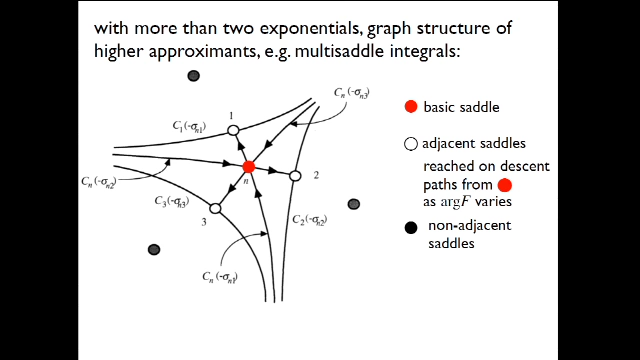 with more than two exponentials, graph structure of
higher approximants, e.g. multisaddle integrals:
Cₙ(-σₙ₃)
1
C₁(-σₙ₁)
basic saddle
adjacent saddles
reached on descent
paths from
as argF varies
non-adjacent
saddles
n
2
Cₙ(-σₙ₂)
C₃(-σₙ₃)
3
C₂(-σₙ₂)
Cₙ(-σₙ₁)